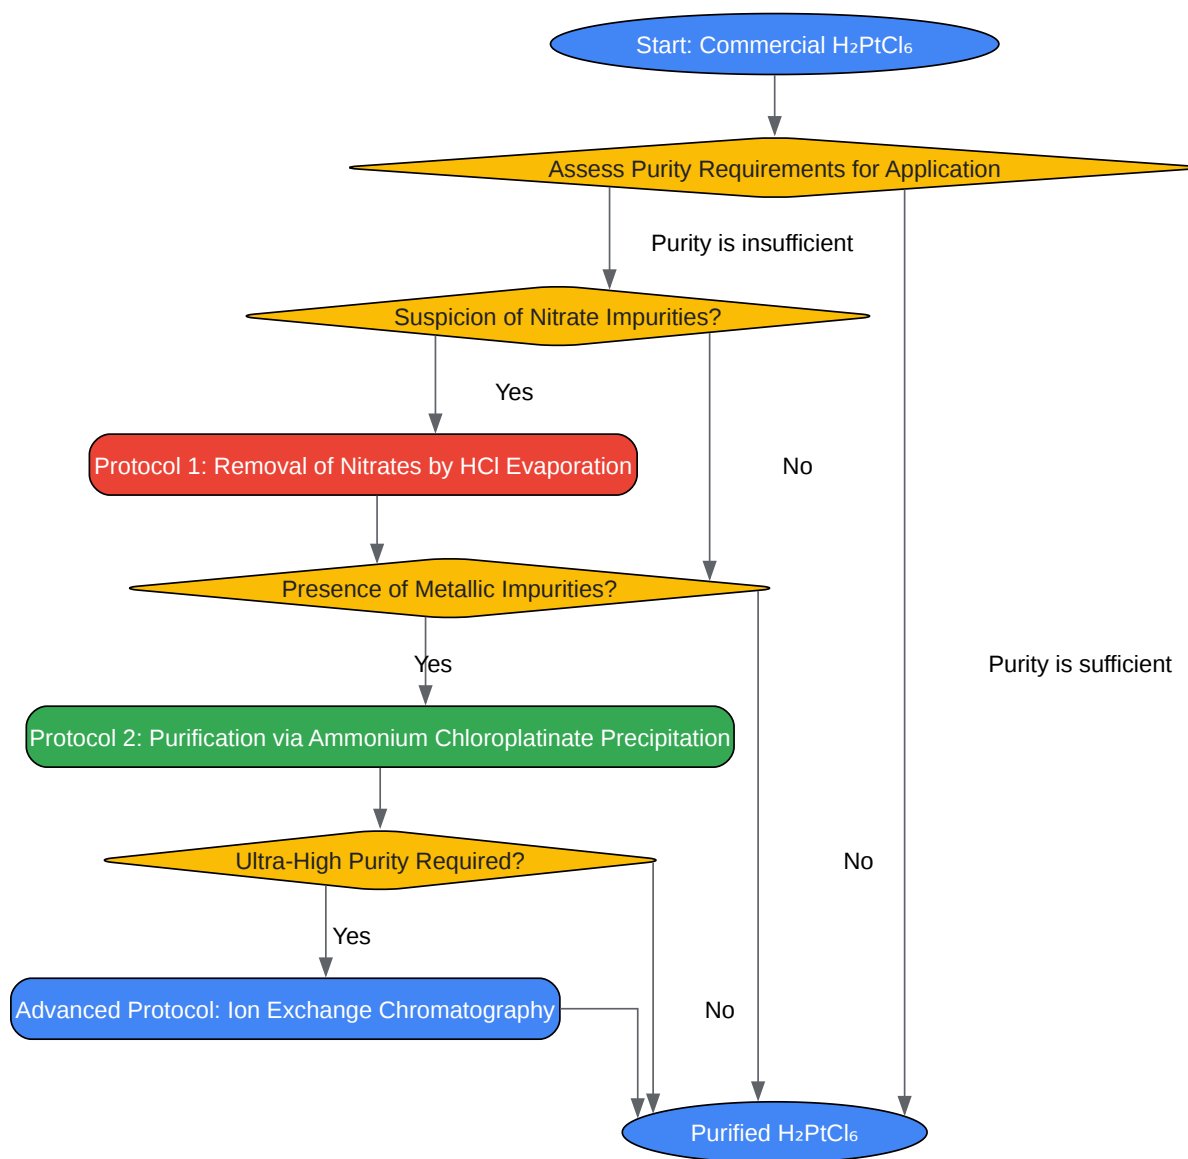 Start: Commercial H₂PtCl₆
Assess Purity Requirements for Application
Purity is insufficient
Suspicion of Nitrate Impurities?
Yes
Protocol 1: Removal of Nitrates by HCl Evaporation
No
Presence of Metallic Impurities?
Yes
Purity is sufficient
Protocol 2: Purification via Ammonium Chloroplatinate Precipitation
Ultra-High Purity Required?
No
Yes
Advanced Protocol: Ion Exchange Chromatography
No
Purified H₂PtCl₆